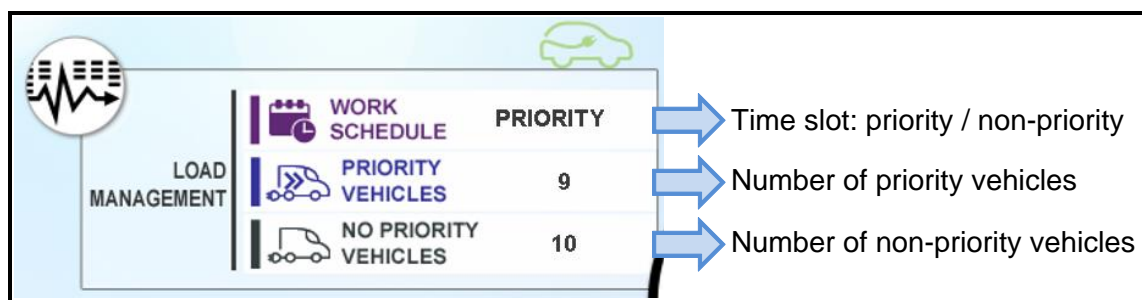 WORK
SCHEDULE
PRIORITY
Time slot: priority / non-priority
LOAD
MANAGEMENT
PRIORITY
VEHICLES
9
Number of priority vehicles
NO PRIORITY
VEHICLES
10
Number of non-priority vehicles